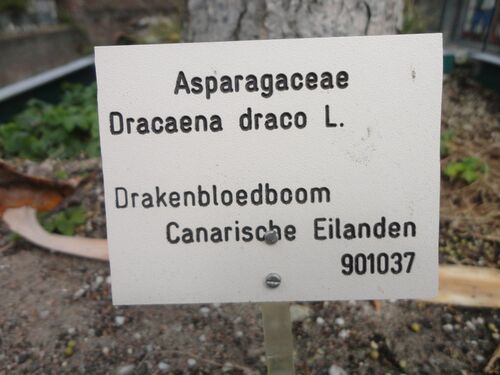 Asparagaceae
Dracaena draco L.
Drakenbloedboom
Canarische Eilanden
901037